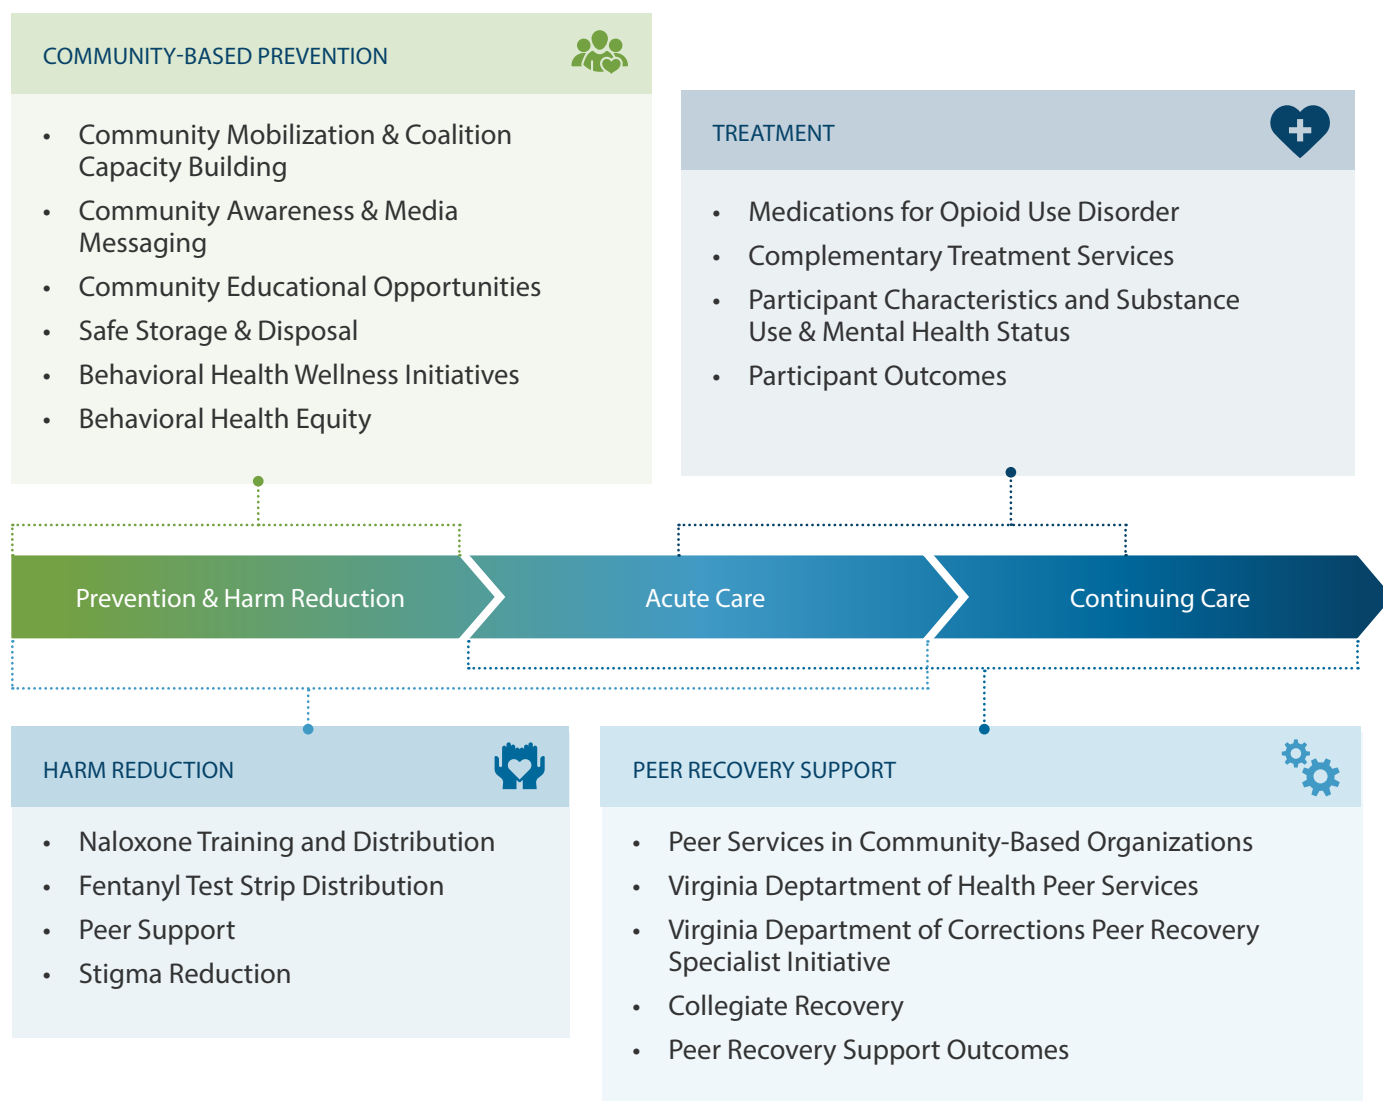 COMMUNITY-BASED PREVENTION
• Community Mobilization & Coalition
Capacity Building
• Community Awareness & Media
Messaging
• Community Educational Opportunities
• Safe Storage & Disposal
• Behavioral Health Wellness Initiatives
• Behavioral Health Equity
TREATMENT
• Medications for Opioid Use Disorder
• Complementary Treatment Services
• Participant Characteristics and Substance
Use & Mental Health Status
• Participant Outcomes
Prevention & Harm Reduction
Acute Care
Continuing Care
HARM REDUCTION
• Naloxone Training and Distribution
• Fentanyl Test Strip Distribution
• Peer Support
• Stigma Reduction
PEER RECOVERY SUPPORT
• Peer Services in Community-Based Organizations
• Virginia Deptartment of Health Peer Services
• Virginia Department of Corrections Peer Recovery
Specialist Initiative
• Collegiate Recovery
• Peer Recovery Support Outcomes